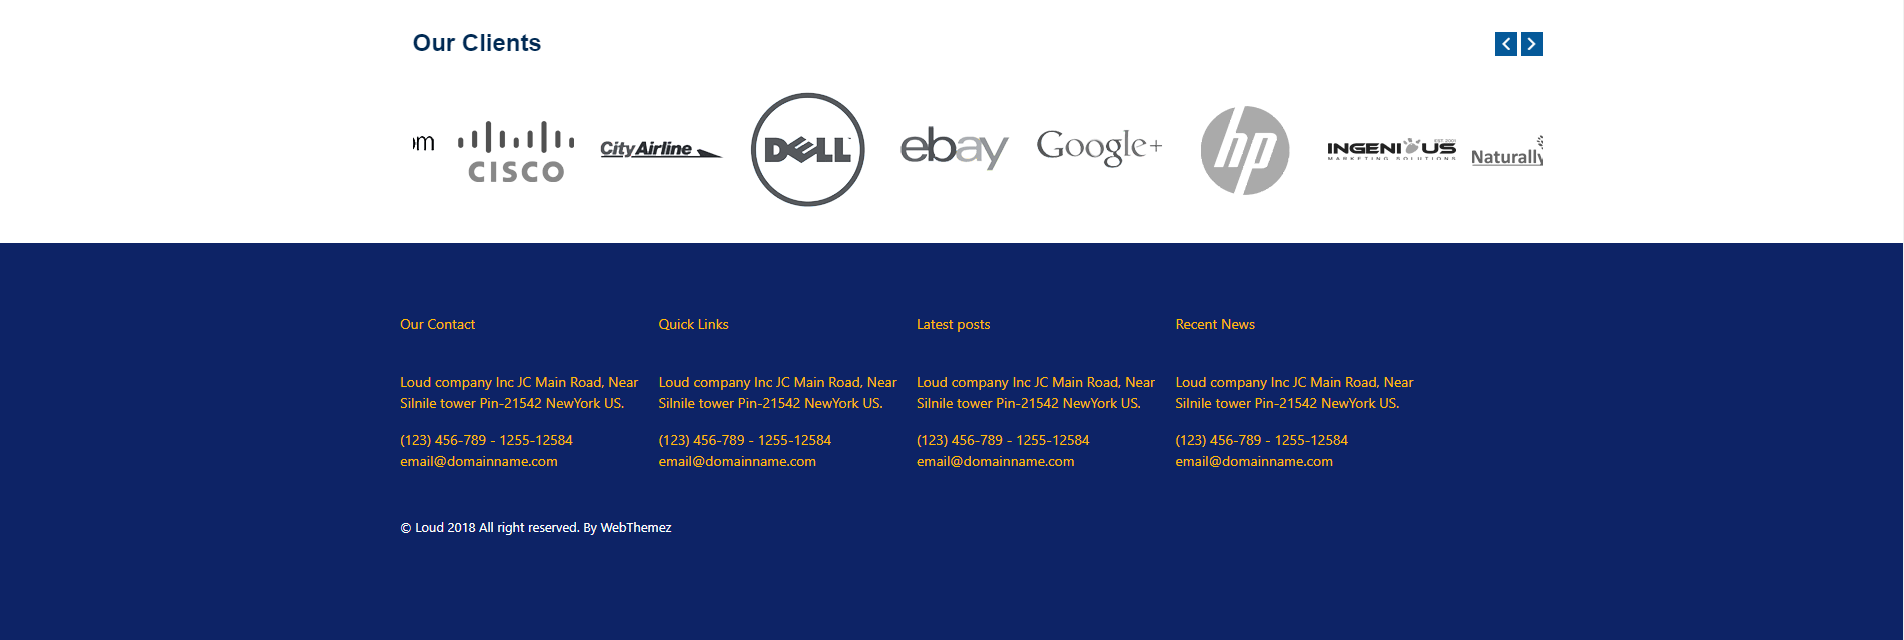 Our Clients
om CISCO CityAirline DELL ebay Google+ hp INGENIUS Naturally
EST.2003
MARKETING SOLUTIONS
Our Contact Quick Links Latest posts Recent News
Loud company Inc JC Main Road, Near Loud company Inc JC Main Road, Near Loud company Inc JC Main Road, Near Loud company Inc JC Main Road, Near
Silnile tower Pin-21542 NewYork US. Silnile tower Pin-21542 NewYork US. Silnile tower Pin-21542 NewYork US. Silnile tower Pin-21542 NewYork US.
(123) 456-789 - 1255-12584 (123) 456-789 - 1255-12584 (123) 456-789 - 1255-12584 (123) 456-789 - 1255-12584
email@domainname.com email@domainname.com email@domainname.com email@domainname.com
© Loud 2018 All right reserved. By WebThemez